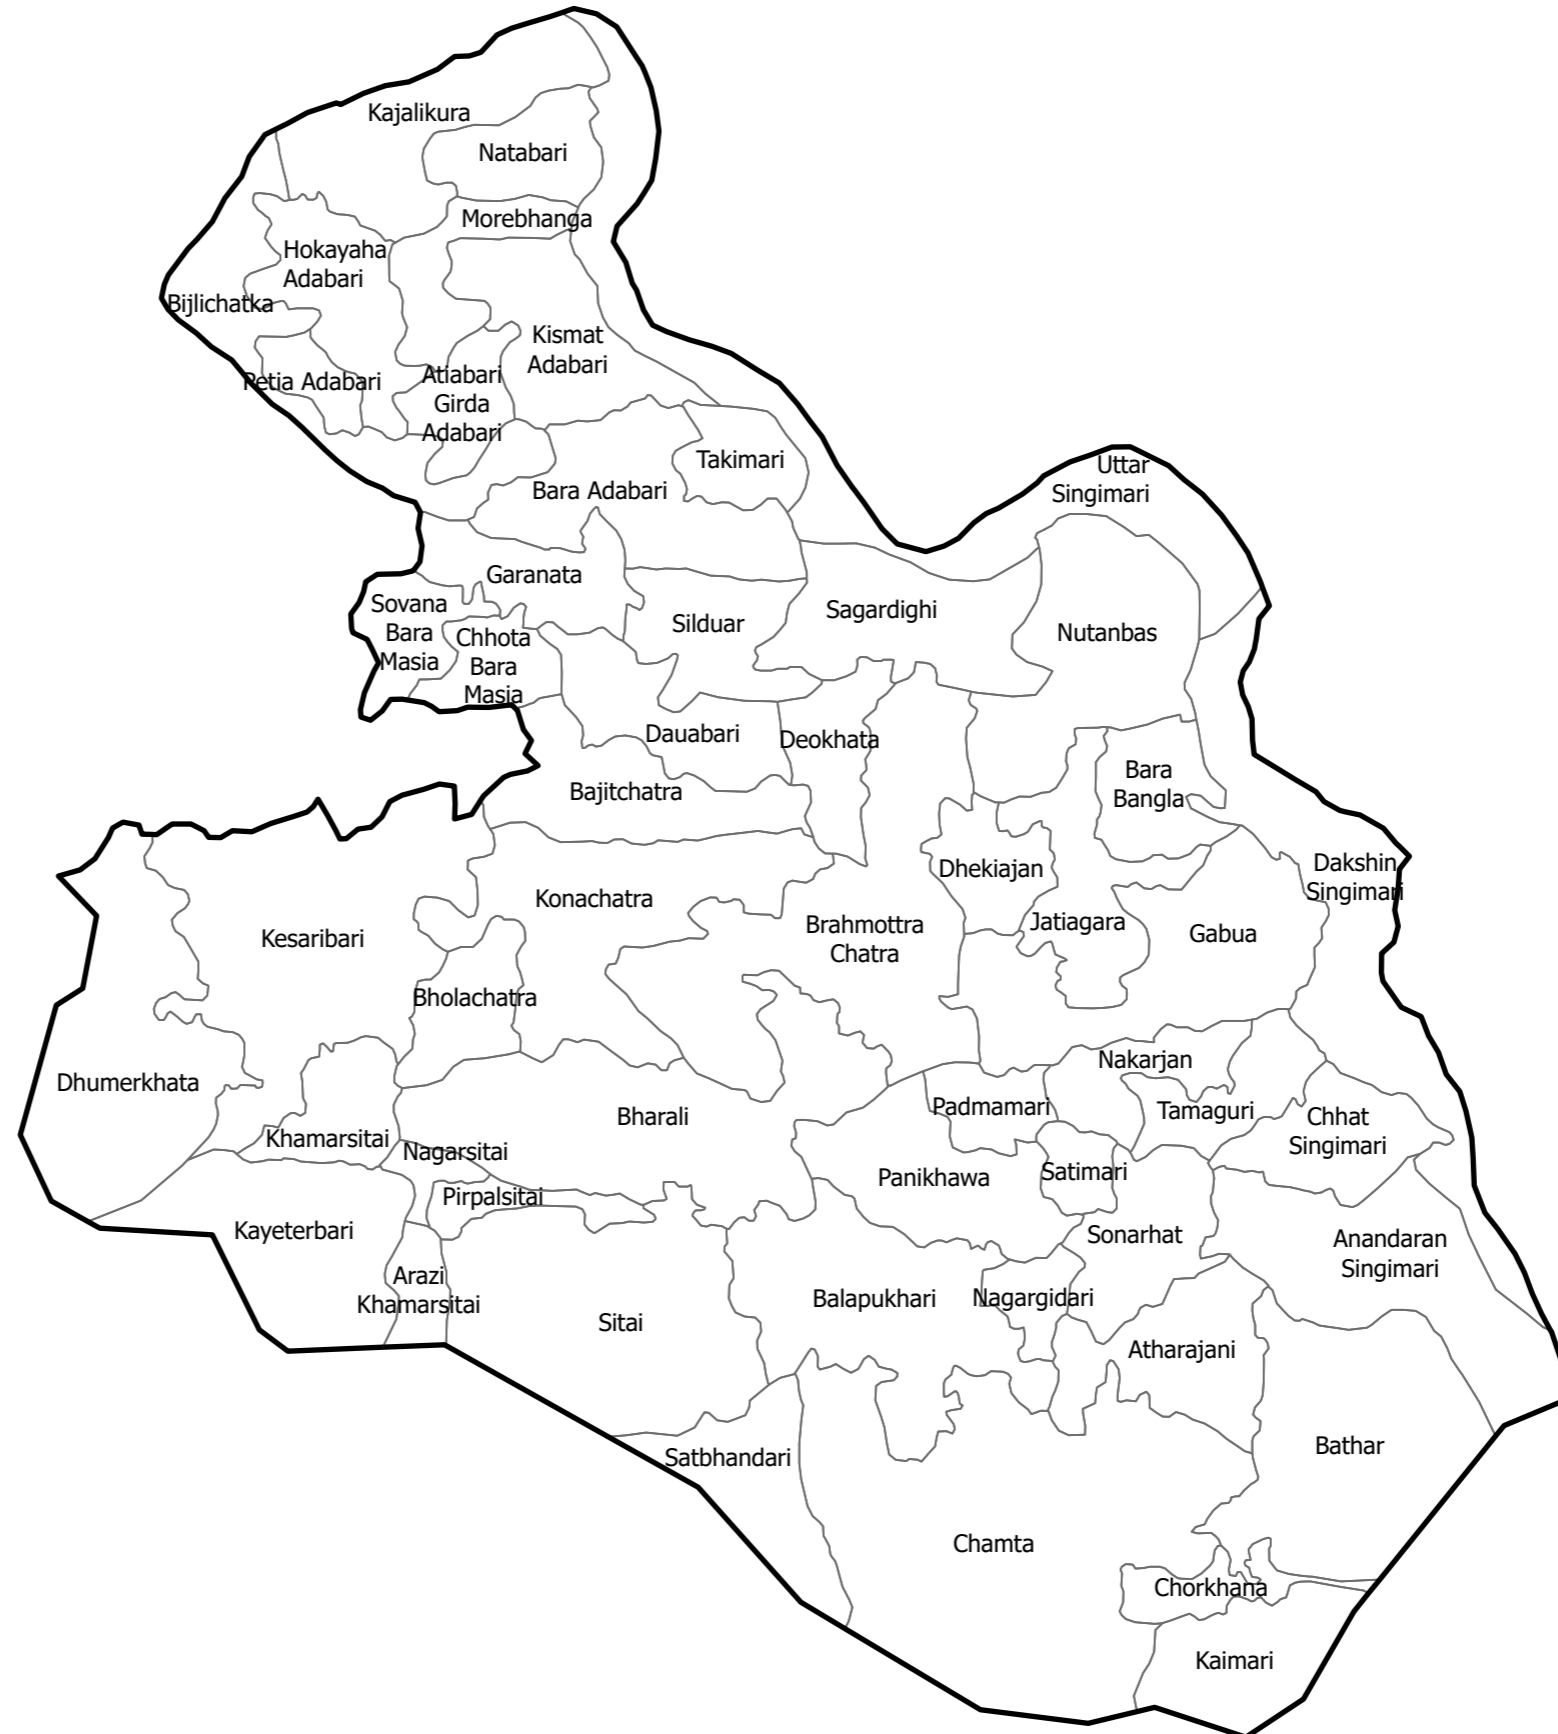 Kajalikura
Natabari
Morebhanga
Hokayaha
Adabari
Bijlichatka
Kismat
Adabari
Petia Adabari
Atiabari
Girda
Adabari
Takimari
Bara Adabari
Uttar
Singimari
Garanata
Sovana
Bara
Masia
Chhota
Bara
Masia
Silduar
Sagardighi
Nutanbas
Dauabari
Deokhata
Bajitchatra
Bara
Bangla
Dakshin
Singimari
Dhekiajan
Konachatra
Brahmottra
Chatra
Jatiagara
Gabua
Kesaribari
Bholachatra
Dhumerkhata
Nakarjan
Bharali
Padmamari
Tamaguri
Chhat
Singimari
Khamarsitai
Nagarsitai
Panikhawa
Satimari
Pirpalsitai
Kayeterbari
Sonarhat
Anandaran
Singimari
Arazi
Khamarsitai
Sitai
Balapukhari
Nagargidari
Atharajani
Satbhandari
Bathar
Chamta
Chorkhana
Kaimari